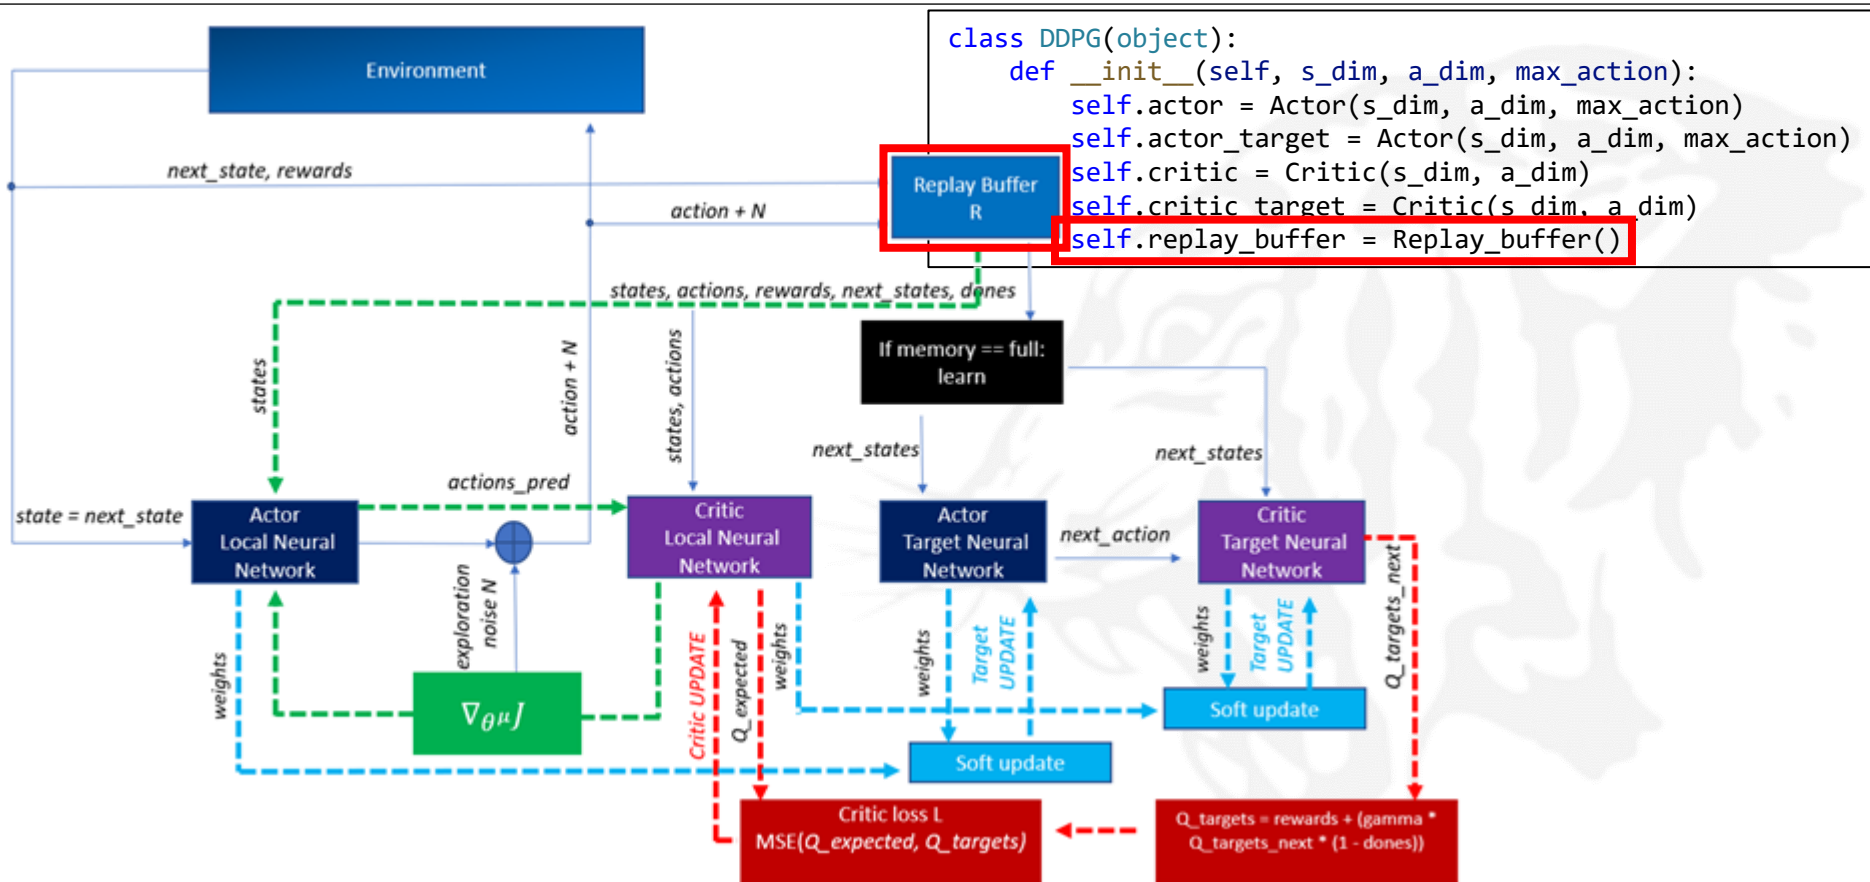 class DDPG(object):
def __init__(self, s_dim, a_dim, max_action):
self.actor = Actor(s_dim, a_dim, max_action)
self.actor_target = Actor(s_dim, a_dim, max_action)
self.critic = Critic(s_dim, a_dim)
self.critic_target = Critic(s_dim, a_dim)
self.replay_buffer = Replay_buffer()
Environment
next_state, rewards
Replay Buffer
R
action + N
states, actions, rewards, next_states, dones
If memory == full:
learn
states
action + N
states, actions
next_states
next_states
state = next_state
Actor
Local Neural
Network
actions_pred
Critic
Local Neural
Network
Actor
Target Neural
Network
next_action
Critic
Target Neural
Network
Q_targets_next
weights
exploration
noise N
∇θμJ
Critic UPDATE
Q_expected
weights
weights
Target
UPDATE
weights
Target
UPDATE
Soft update
Soft update
Critic loss L
MSE(Q_expected, Q_targets)
Q_targets = rewards + (gamma *
Q_targets_next * (1 - dones))